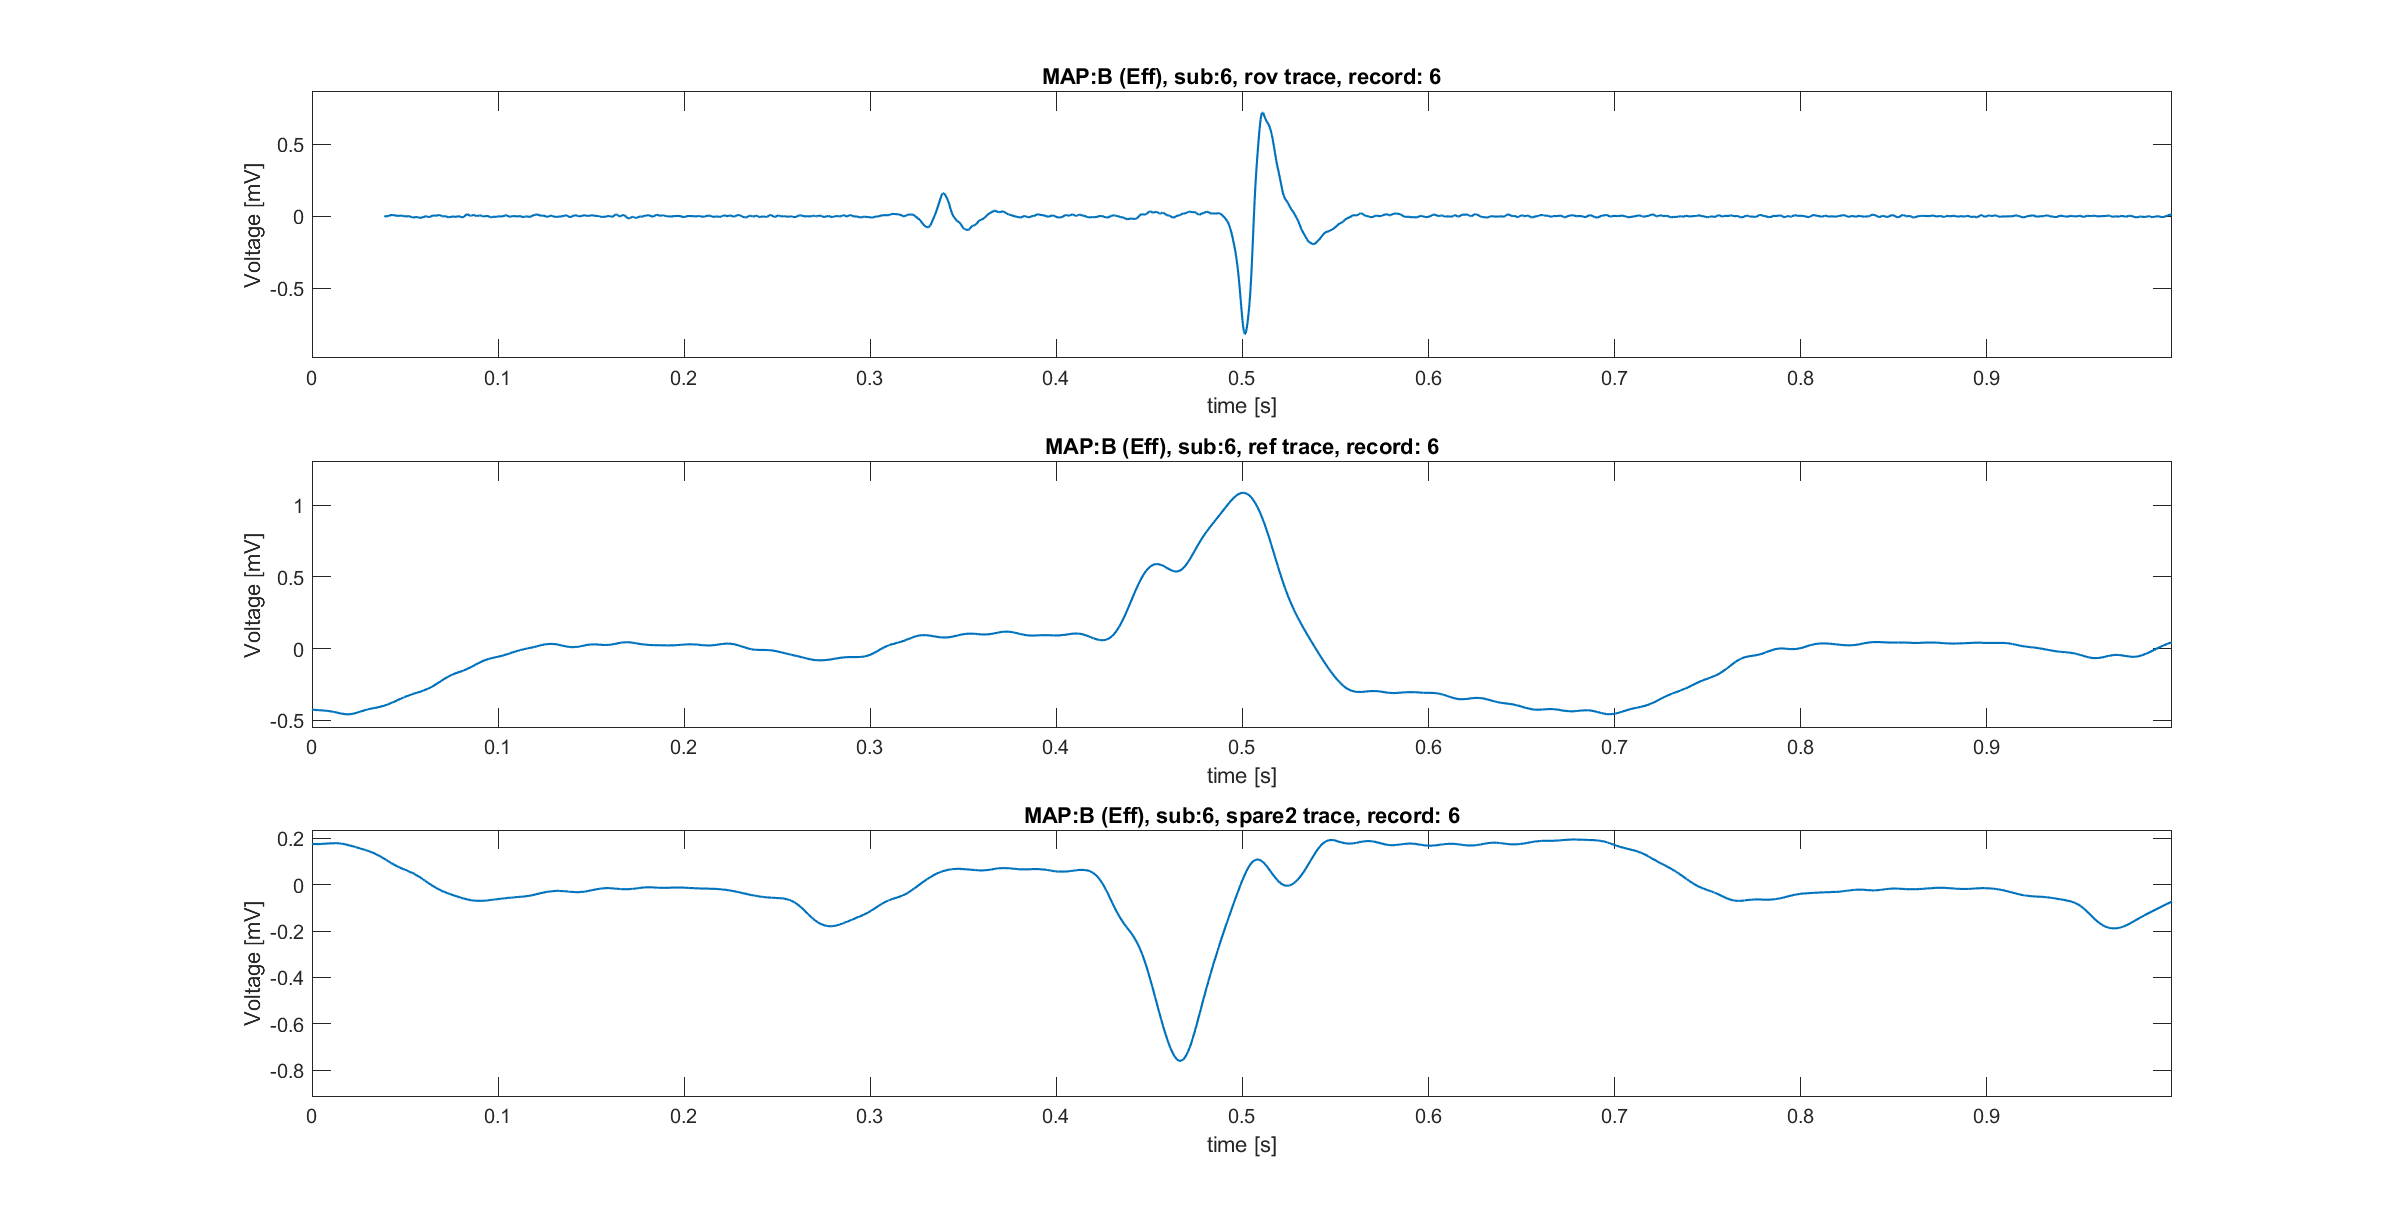 MAP:B (Eff), sub:6, rov trace, record: 6
0.5
0
-0.5
Voltage [mV]
0 0.1 0.2 0.3 0.4 0.5 0.6 0.7 0.8 0.9
time [s]
MAP:B (Eff), sub:6, ref trace, record: 6
1
0.5
0
-0.5
Voltage [mV]
0 0.1 0.2 0.3 0.4 0.5 0.6 0.7 0.8 0.9
time [s]
MAP:B (Eff), sub:6, spare2 trace, record: 6
0.2
0
-0.2
-0.4
-0.6
-0.8
Voltage [mV]
0 0.1 0.2 0.3 0.4 0.5 0.6 0.7 0.8 0.9
time [s]